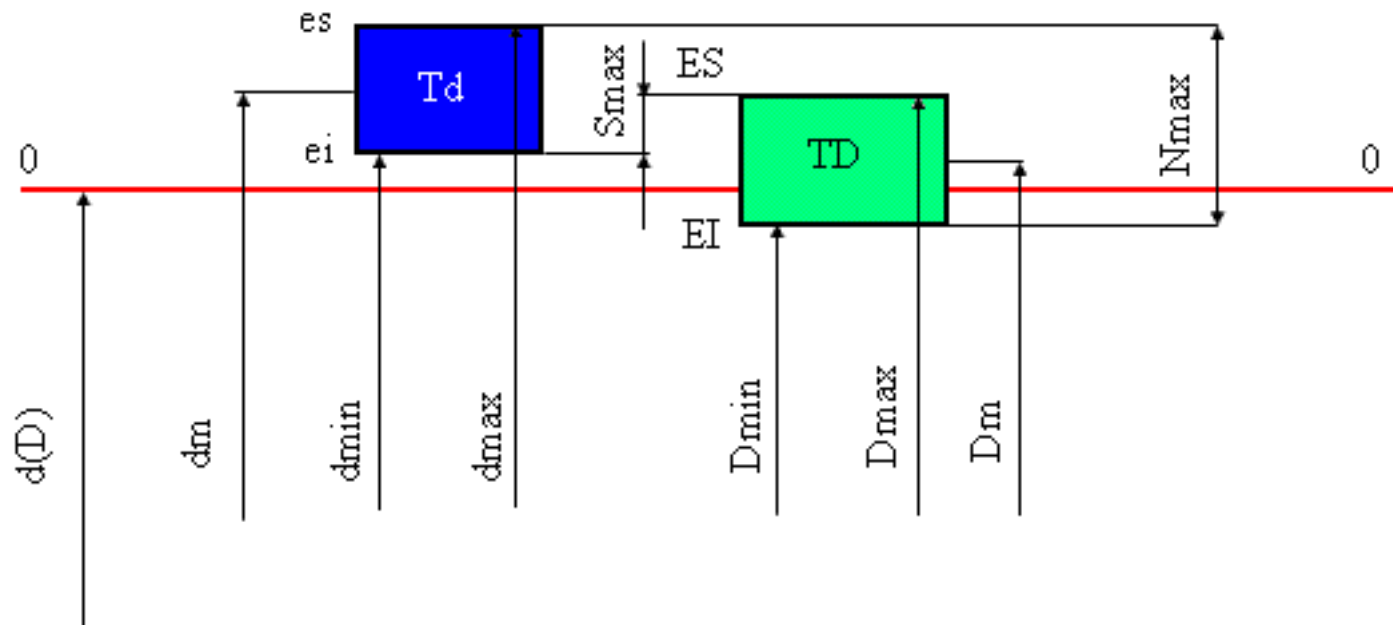 es
Td
ei
0
Smax
ES
TD
EI
Nmax
0
d(D)
dm
dmin
dmax
Dmin
Dmax
Dm